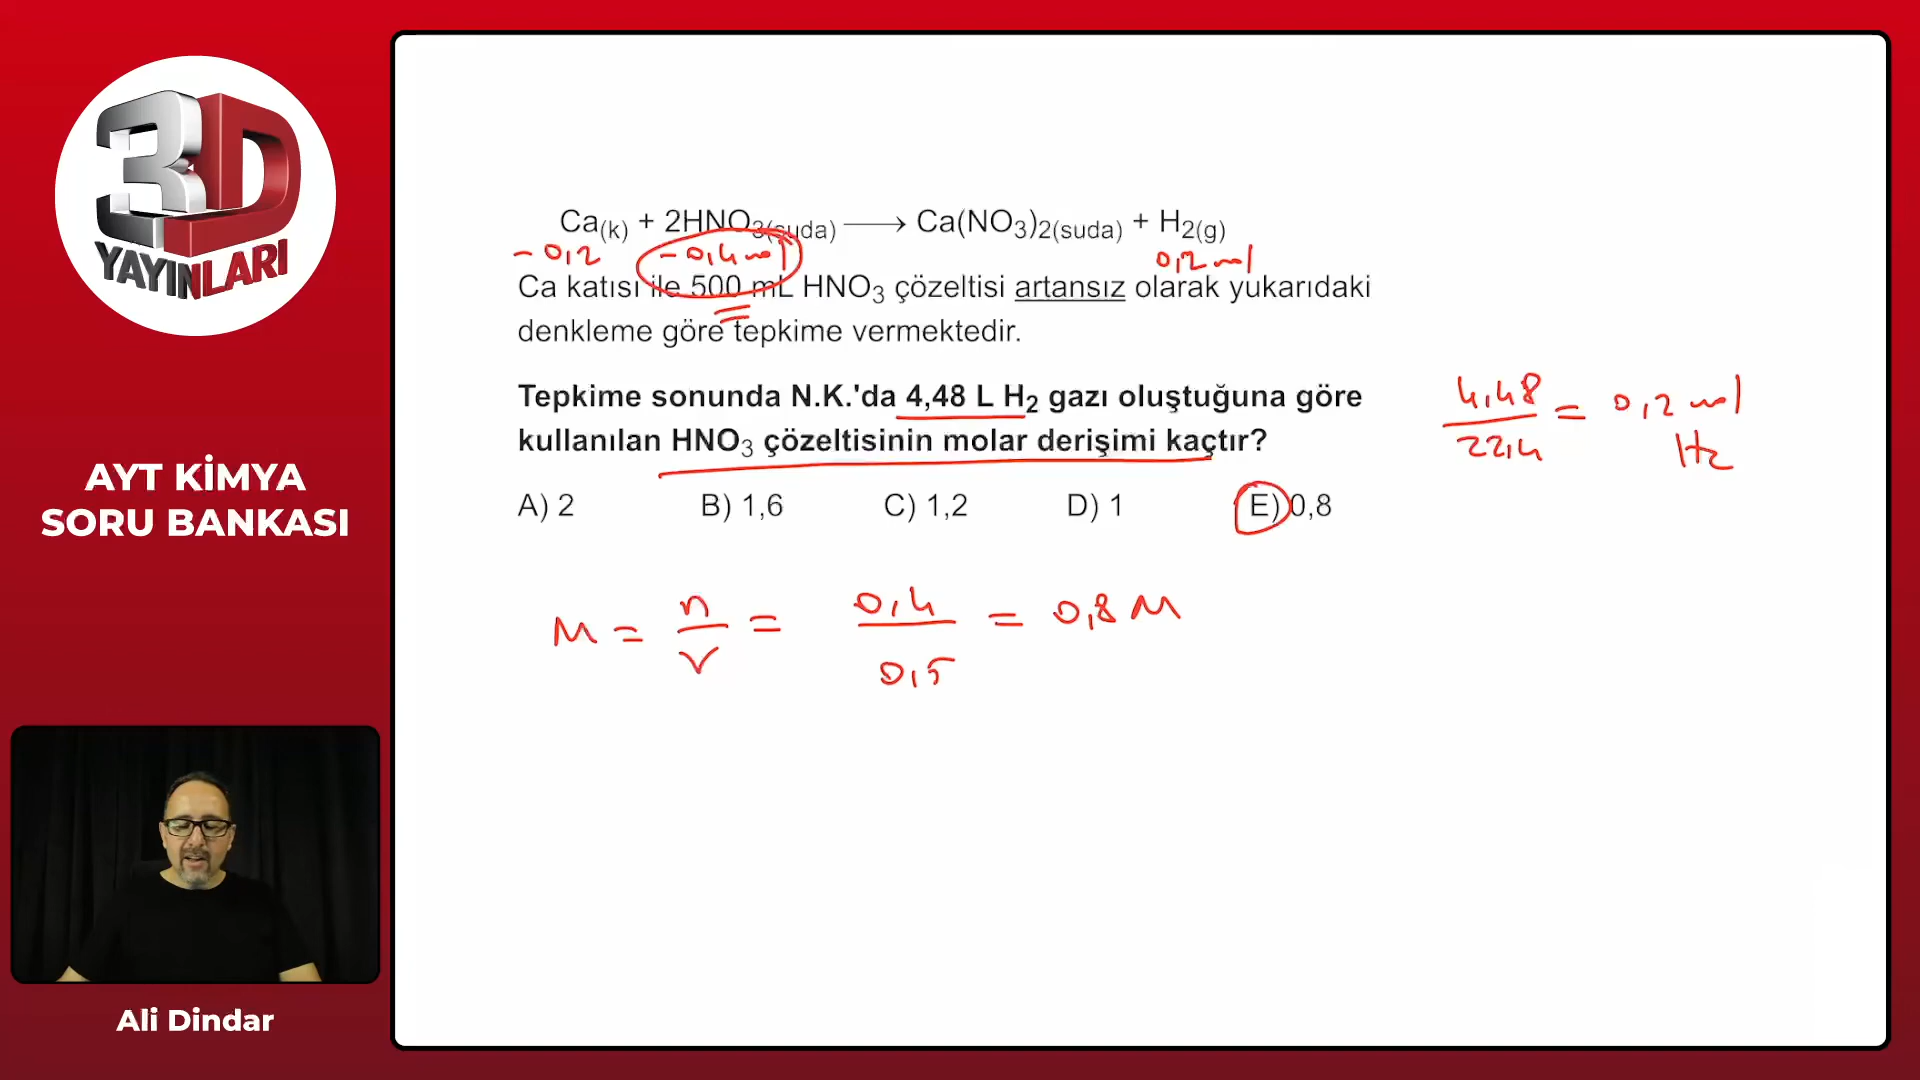 3D
YAYINLARI
AYT KİMYA
SORU BANKASI
Ali Dindar
Ca(k) + 2HNO3(suda) ⟶ Ca(NO3)2(suda) + H2(g)
- 0,2 - 0,4 mol 0,2 mol
Ca katısı ile 500 mL HNO3 çözeltisi artansız olarak yukarıdaki
denkleme göre tepkime vermektedir.
Tepkime sonunda N.K.'da 4,48 L H2 gazı oluştuğuna göre
kullanılan HNO3 çözeltisinin molar derişimi kaçtır?
A) 2 B) 1,6 C) 1,2 D) 1 E) 0,8
4,48 / 22,4 = 0,2 mol
H2
M = n / V = 0,4 / 0,5 = 0,8 M